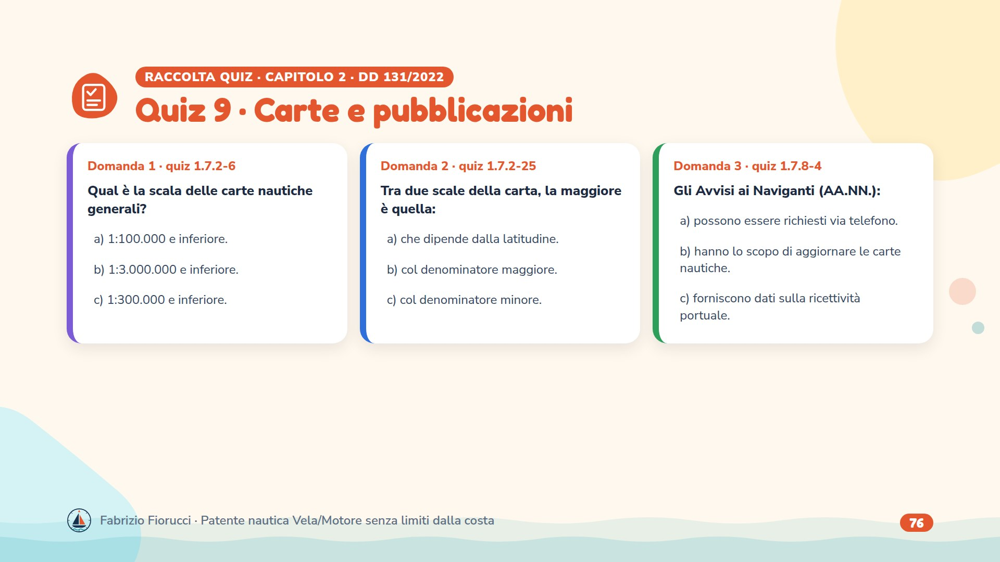 RACCOLTA QUIZ · CAPITOLO 2 · DD 131/2022
Quiz 9 · Carte e pubblicazioni
Domanda 1 · quiz 1.7.2-6
Qual è la scala delle carte nautiche
generali?
a) 1:100.000 e inferiore.
b) 1:3.000.000 e inferiore.
c) 1:300.000 e inferiore.
Domanda 2 · quiz 1.7.2-25
Tra due scale della carta, la maggiore
è quella:
a) che dipende dalla latitudine.
b) col denominatore maggiore.
c) col denominatore minore.
Domanda 3 · quiz 1.7.8-4
Gli Avvisi ai Naviganti (AA.NN.):
a) possono essere richiesti via telefono.
b) hanno lo scopo di aggiornare le carte
nautiche.
c) forniscono dati sulla ricettività
portuale.
Fabrizio Fiorucci · Patente nautica Vela/Motore senza limiti dalla costa
76